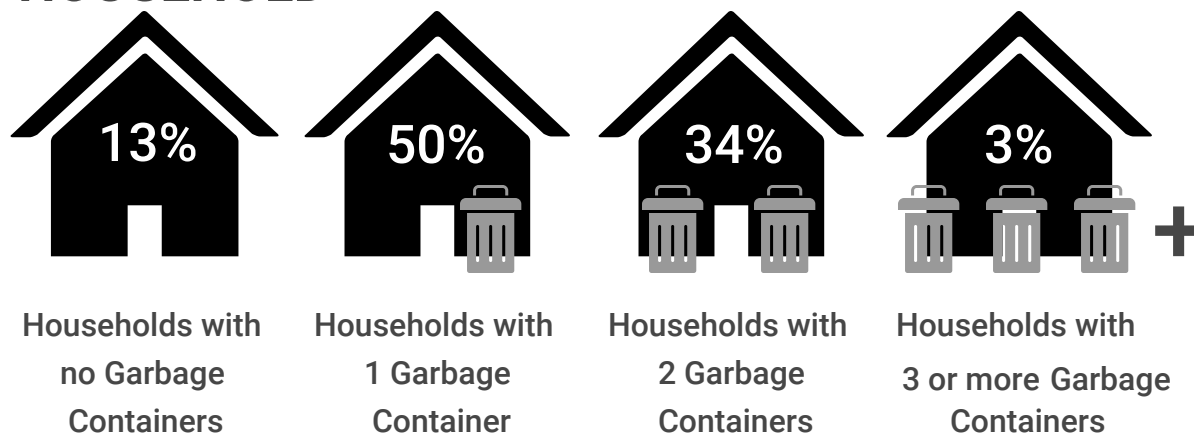 13%
Households with
no Garbage
Containers
50%
Households with
1 Garbage
Container
34%
Households with
2 Garbage
Containers
3%
+
Households with
3 or more Garbage
Containers